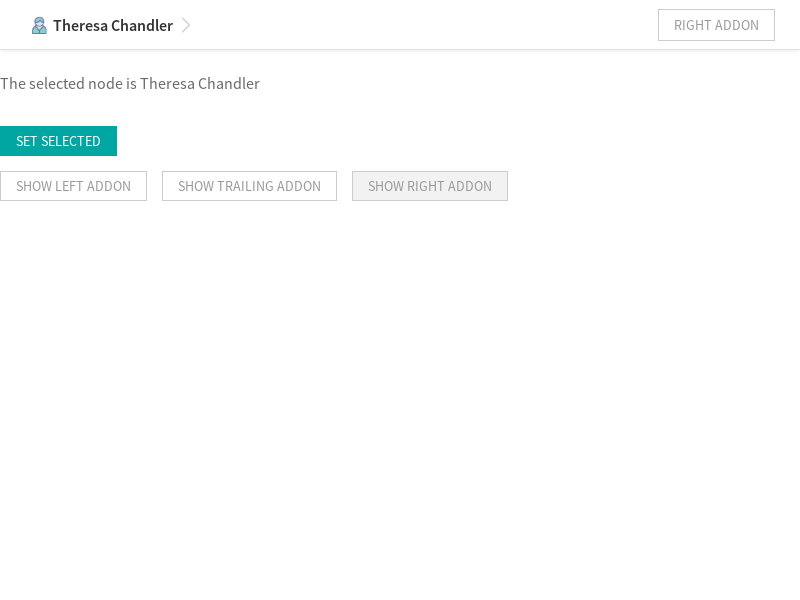 Theresa Chandler
RIGHT ADDON
The selected node is Theresa Chandler
SET SELECTED
SHOW LEFT ADDON SHOW TRAILING ADDON SHOW RIGHT ADDON